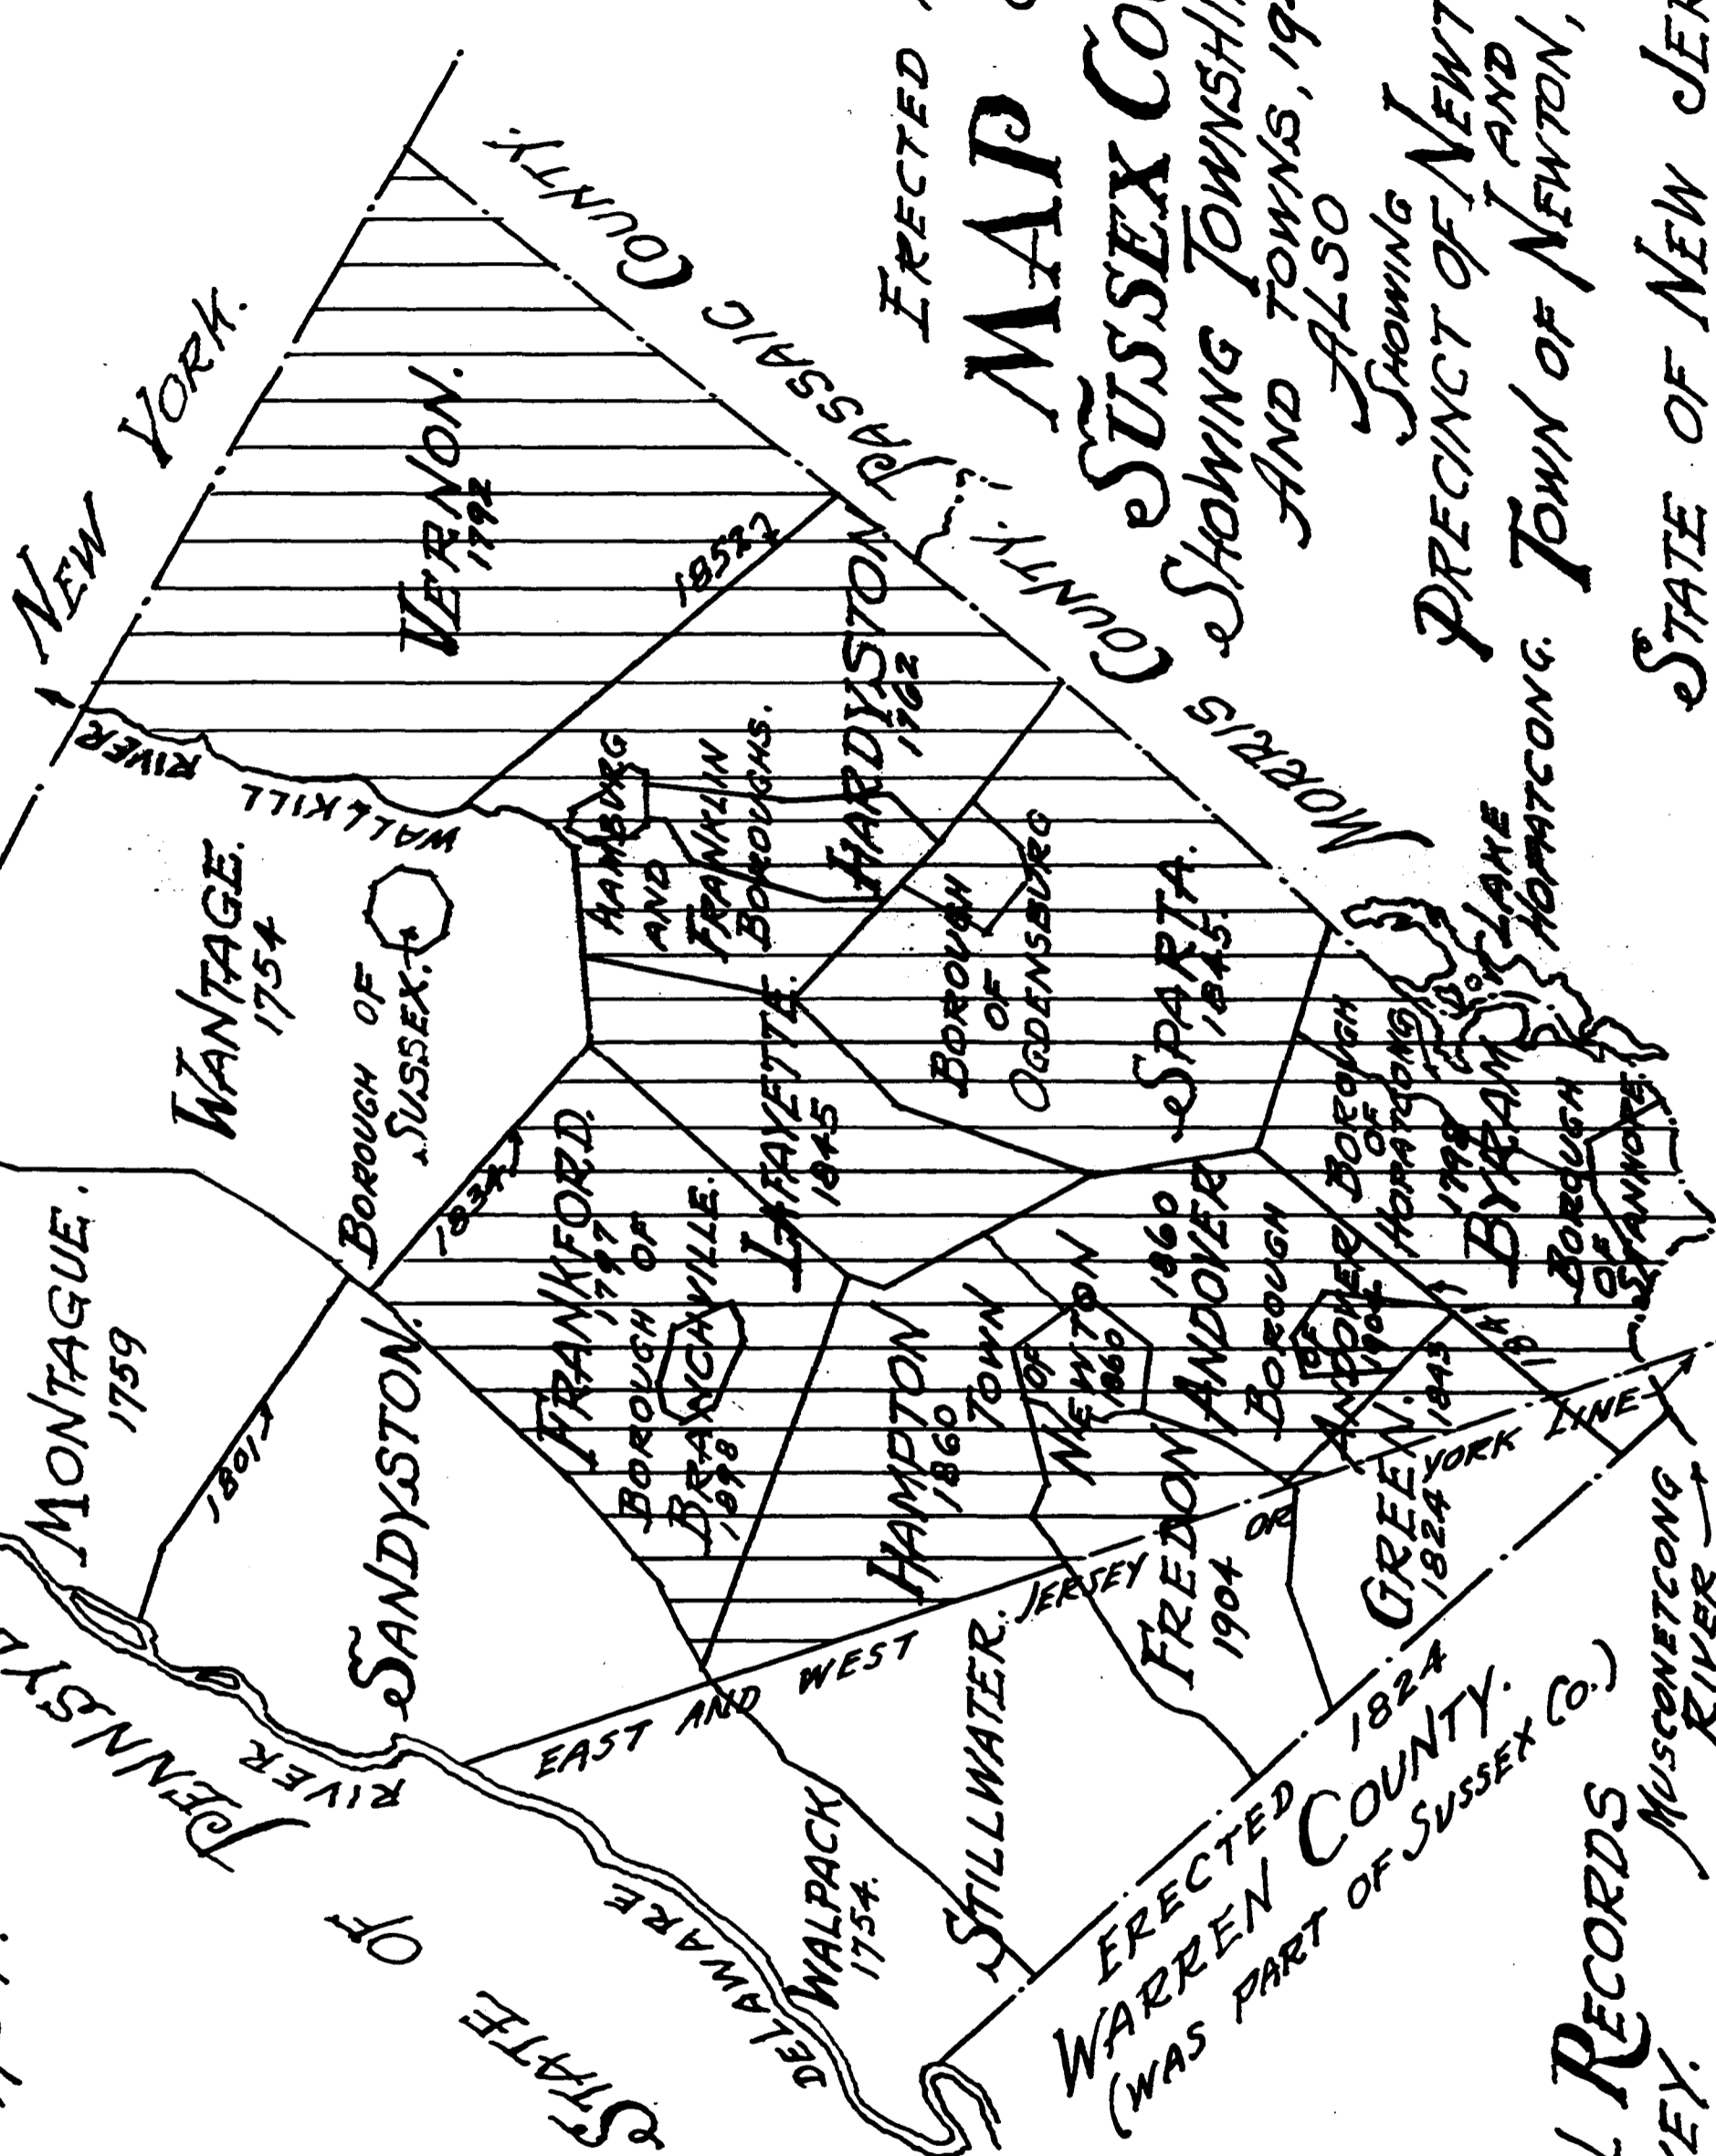 ERECTED
MAP
SUSSEX CO
SHOWING TOWNSHI
AND TOWNS, 19
ALSO
SHOWING
PRECINCT OF NEWT
AND
TOWN OF NEWTON,
STATE OF NEW JER
NEW YORK.
PASSAIC COUNTY.
MORRIS COUNTY.
LAKE
HOPATCONG.
MONTAGUE.
1759
1801
WANTAGE.
1754
BOROUGH OF
SUSSEX.
WALLKILL RIVER
VERNON.
1792
1852
SANDYSTON.
1834
FRANKFORD.
1797
BOROUGH OF
BRANCHVILLE.
1898
HAMBURG
AND
FRANKLIN
BOROUGHS.
HARDYSTON
1762
LAFAYETTE.
1845
BOROUGH
OF
OGDENSBURG
SPARTA.
1845
HAMPTON
1860
TOWN
OF
NEWTON
1860
1860
ANDOVER
BOROUGH
OF
ANDOVER
1904
BOROUGH
OF
HOPATCONG
1798
BYRAM
BOROUGH
OF
STANHOPE.
WALPACK
1754.
STILLWATER.
FREDON
1904
GREEN.
1824
1843
EAST AND WEST JERSEY OR YORK LINE
DELAWARE RIVER
STATE OF PENNSYL
ERECTED 1824
WARREN COUNTY.
(WAS PART OF SUSSEX CO.)
MUSCONETCONG
RIVER
RECORDS
EY.